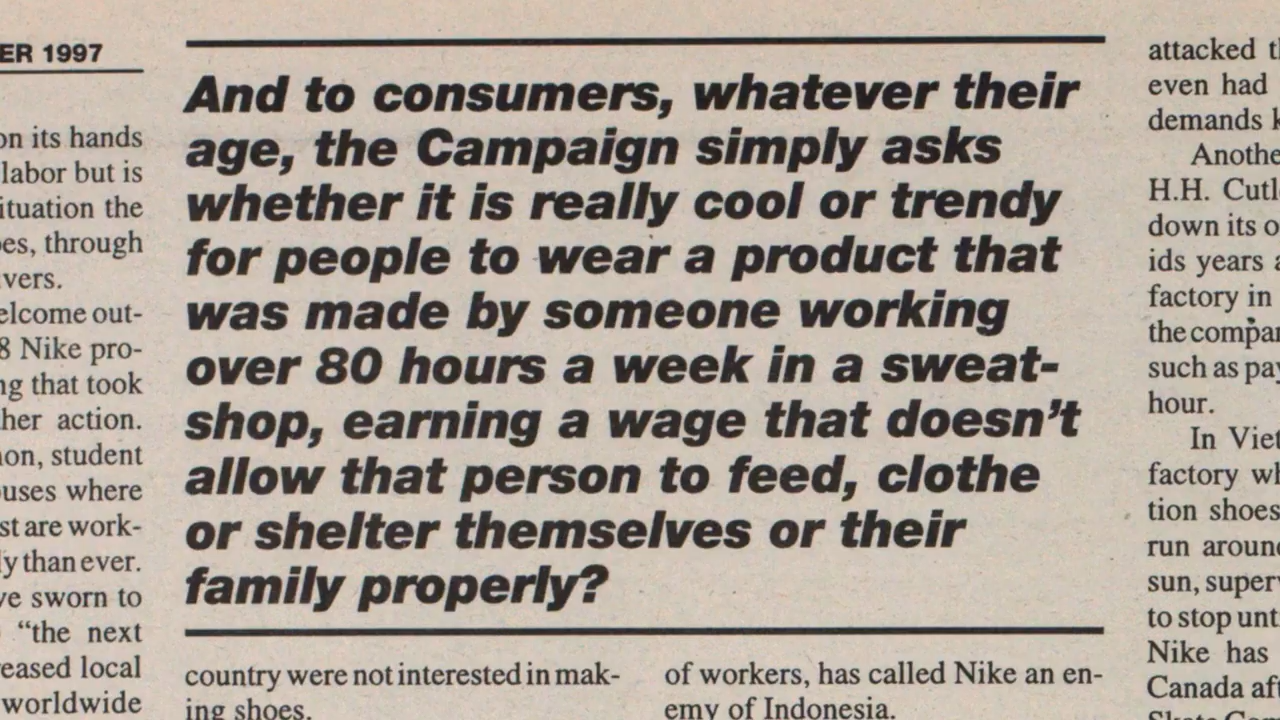 ER 1997
on its hands
labor but is
ituation the
es, through
vers.
elcome out-
8 Nike pro-
ng that took
her action.
on, student
ouses where
st are work-
ly than ever.
ve sworn to
"the next
eased local
worldwide
And to consumers, whatever their
age, the Campaign simply asks
whether it is really cool or trendy
for people to wear a product that
was made by someone working
over 80 hours a week in a sweat-
shop, earning a wage that doesn't
allow that person to feed, clothe
or shelter themselves or their
family properly?
country were not interested in mak-
ing shoes.
of workers, has called Nike an en-
emy of Indonesia.
attacked
even had
demands
Anothe
H.H. Cutl
down its o
ids years
factory in
the compa
such as pay
hour.
In Viet
factory wh
tion shoes
run around
sun, superv
to stop unt
Nike has
Canada aft